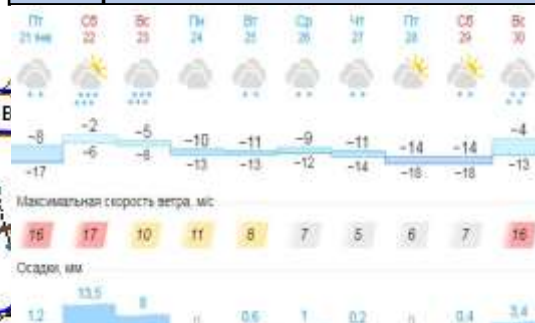 Пт Сб Вс Пн Вт Ср Чт Пт Сб Вс
21 янв 22 23 24 25 26 27 28 29 30
-8 -2 -5 -10 -11 -9 -11 -14 -14 -4
-17 -6 -8 -13 -13 -12 -14 -18 -18 -13
Максимальная скорость ветра, м/с
16 17 10 11 8 7 5 6 7 16
Осадки, мм
1,2 13,5 8 0,6 1 0,2 0,4 3,4